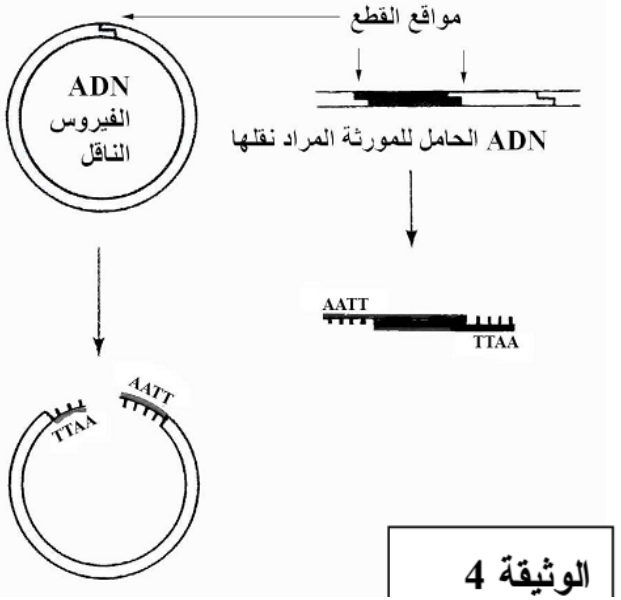 مواقع القطع
ADN
الفيروس
الناقل
ADN الحامل للمورثة المراد نقلها
AATT
TTAA
AATT
TTAA
الوثيقة 4